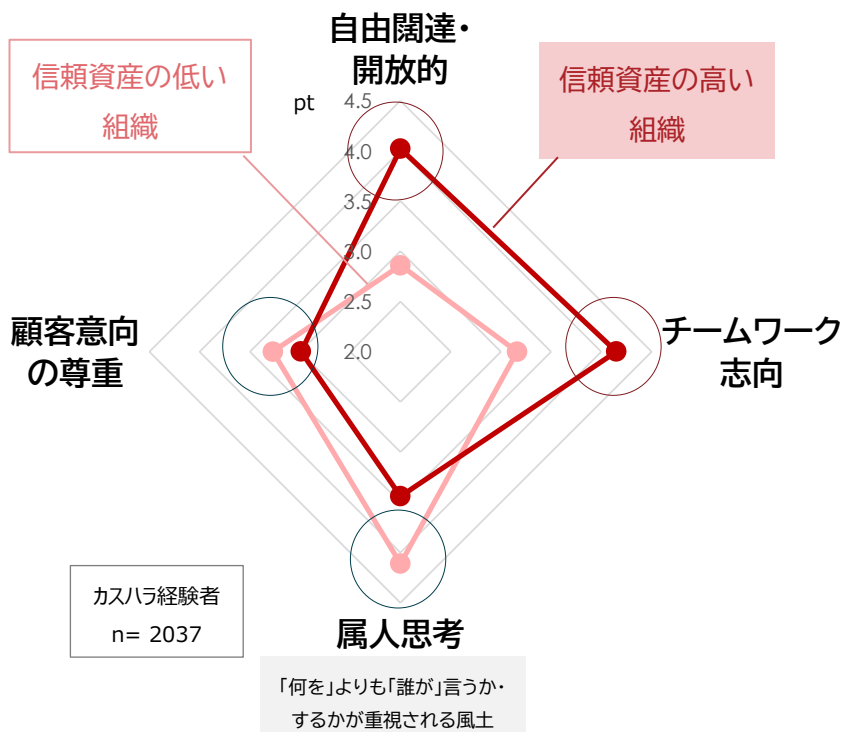 自由闊達・
開放的
信頼資産の低い
組織
信頼資産の高い
組織
pt
4.5
4.0
3.5
3.0
2.5
2.0
顧客意向
の尊重
チームワーク
志向
カスハラ経験者
n= 2037
属人思考
「何を」よりも「誰が」言うか・
するかが重視される風土